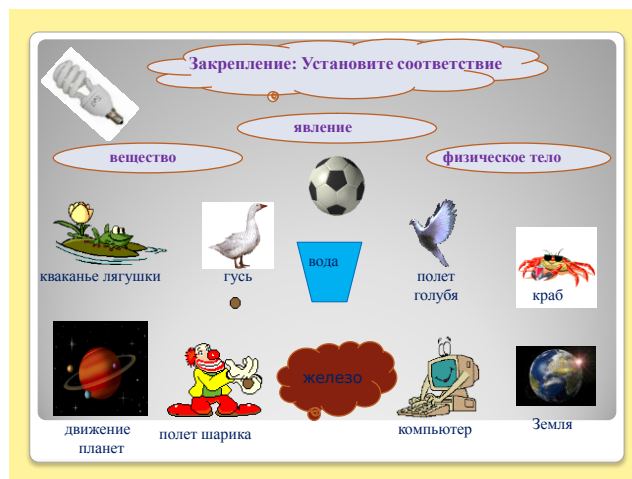 Закрепление: Установите соответствие
явление
вещество
физическое тело
кваканье лягушки
гусь
вода
полет
голубя
краб
движение
планет
полет шарика
железо
компьютер
Земля